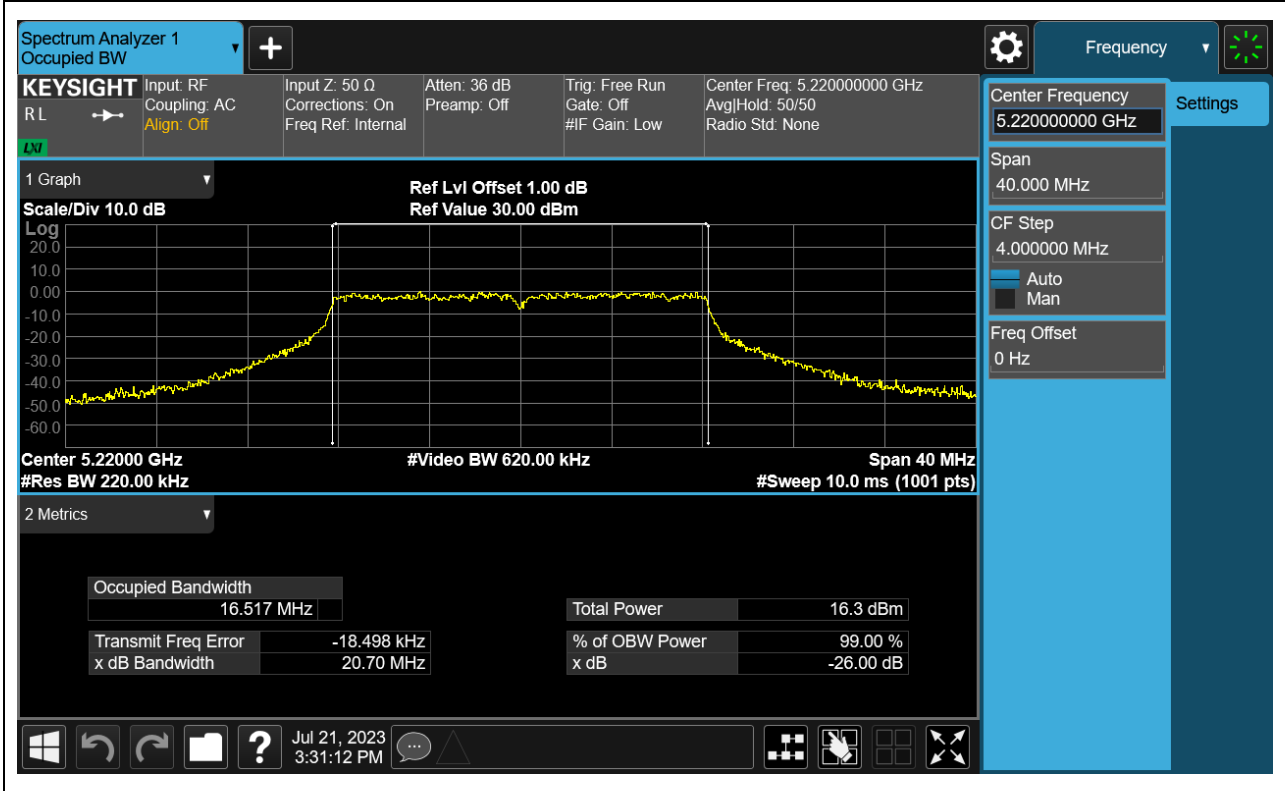 Spectrum Analyzer 1
Occupied BW
+
Frequency
KEYSIGHT
RL
LXI
Input: RF
Coupling: AC
Align: Off
Input Z: 50 Ω
Corrections: On
Freq Ref: Internal
Atten: 36 dB
Preamp: Off
Trig: Free Run
Gate: Off
#IF Gain: Low
Center Freq: 5.220000000 GHz
Avg|Hold: 50/50
Radio Std: None
Center Frequency
5.220000000 GHz
Settings
Span
40.000 MHz
CF Step
4.000000 MHz
Auto
Man
Freq Offset
0 Hz
1 Graph
Scale/Div 10.0 dB
Ref Lvl Offset 1.00 dB
Ref Value 30.00 dBm
Log
20.0
10.0
0.00
-10.0
-20.0
-30.0
-40.0
-50.0
-60.0
Center 5.22000 GHz
#Video BW 620.00 kHz
Span 40 MHz
#Res BW 220.00 kHz
#Sweep 10.0 ms (1001 pts)
2 Metrics
Occupied Bandwidth
16.517 MHz
Total Power 16.3 dBm
Transmit Freq Error -18.498 kHz
% of OBW Power 99.00 %
x dB Bandwidth 20.70 MHz
x dB -26.00 dB
?
Jul 21, 2023
3:31:12 PM